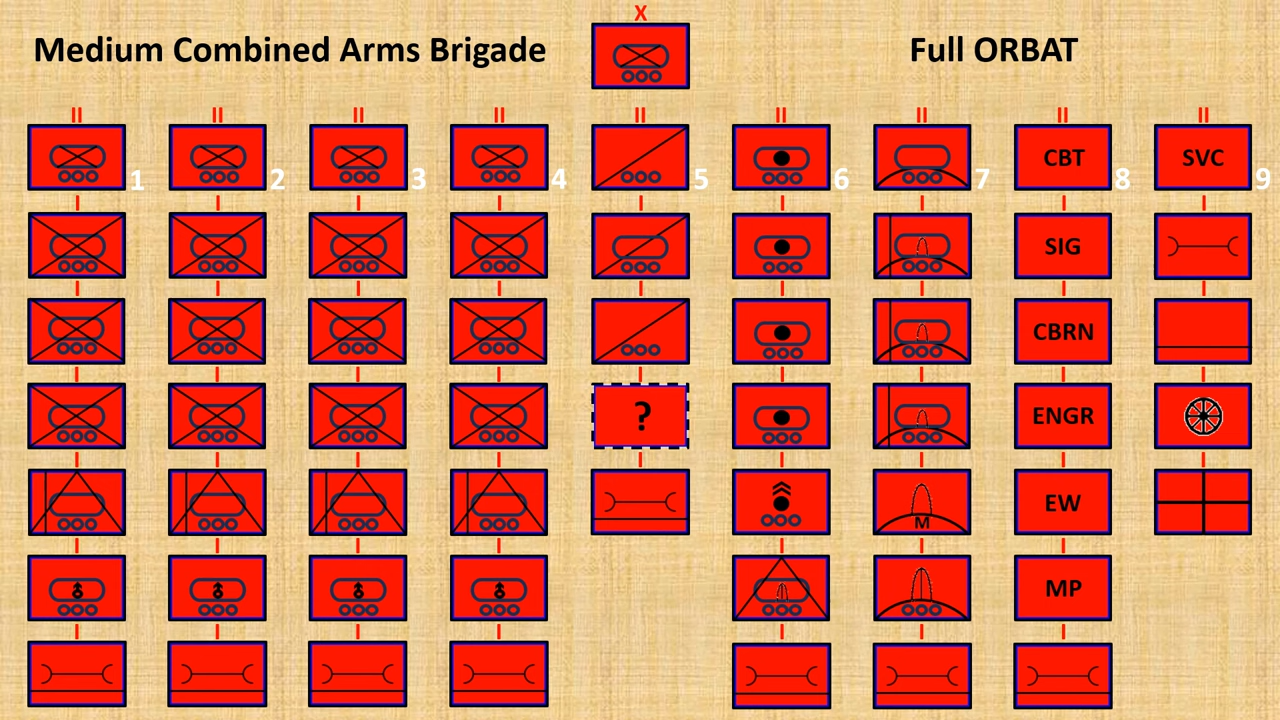 X
Medium Combined Arms Brigade
Full ORBAT
II II II II II II II II II
CBT SVC
1 2 3 4 5 6 7 8 9
I I I I I I I I I
SIG
I I I I I I I I I
CBRN
I I I I I I I I I
? ENGR
I I I I I I I I I
EW
M
I I I I I I I
MP
I I I I I I I